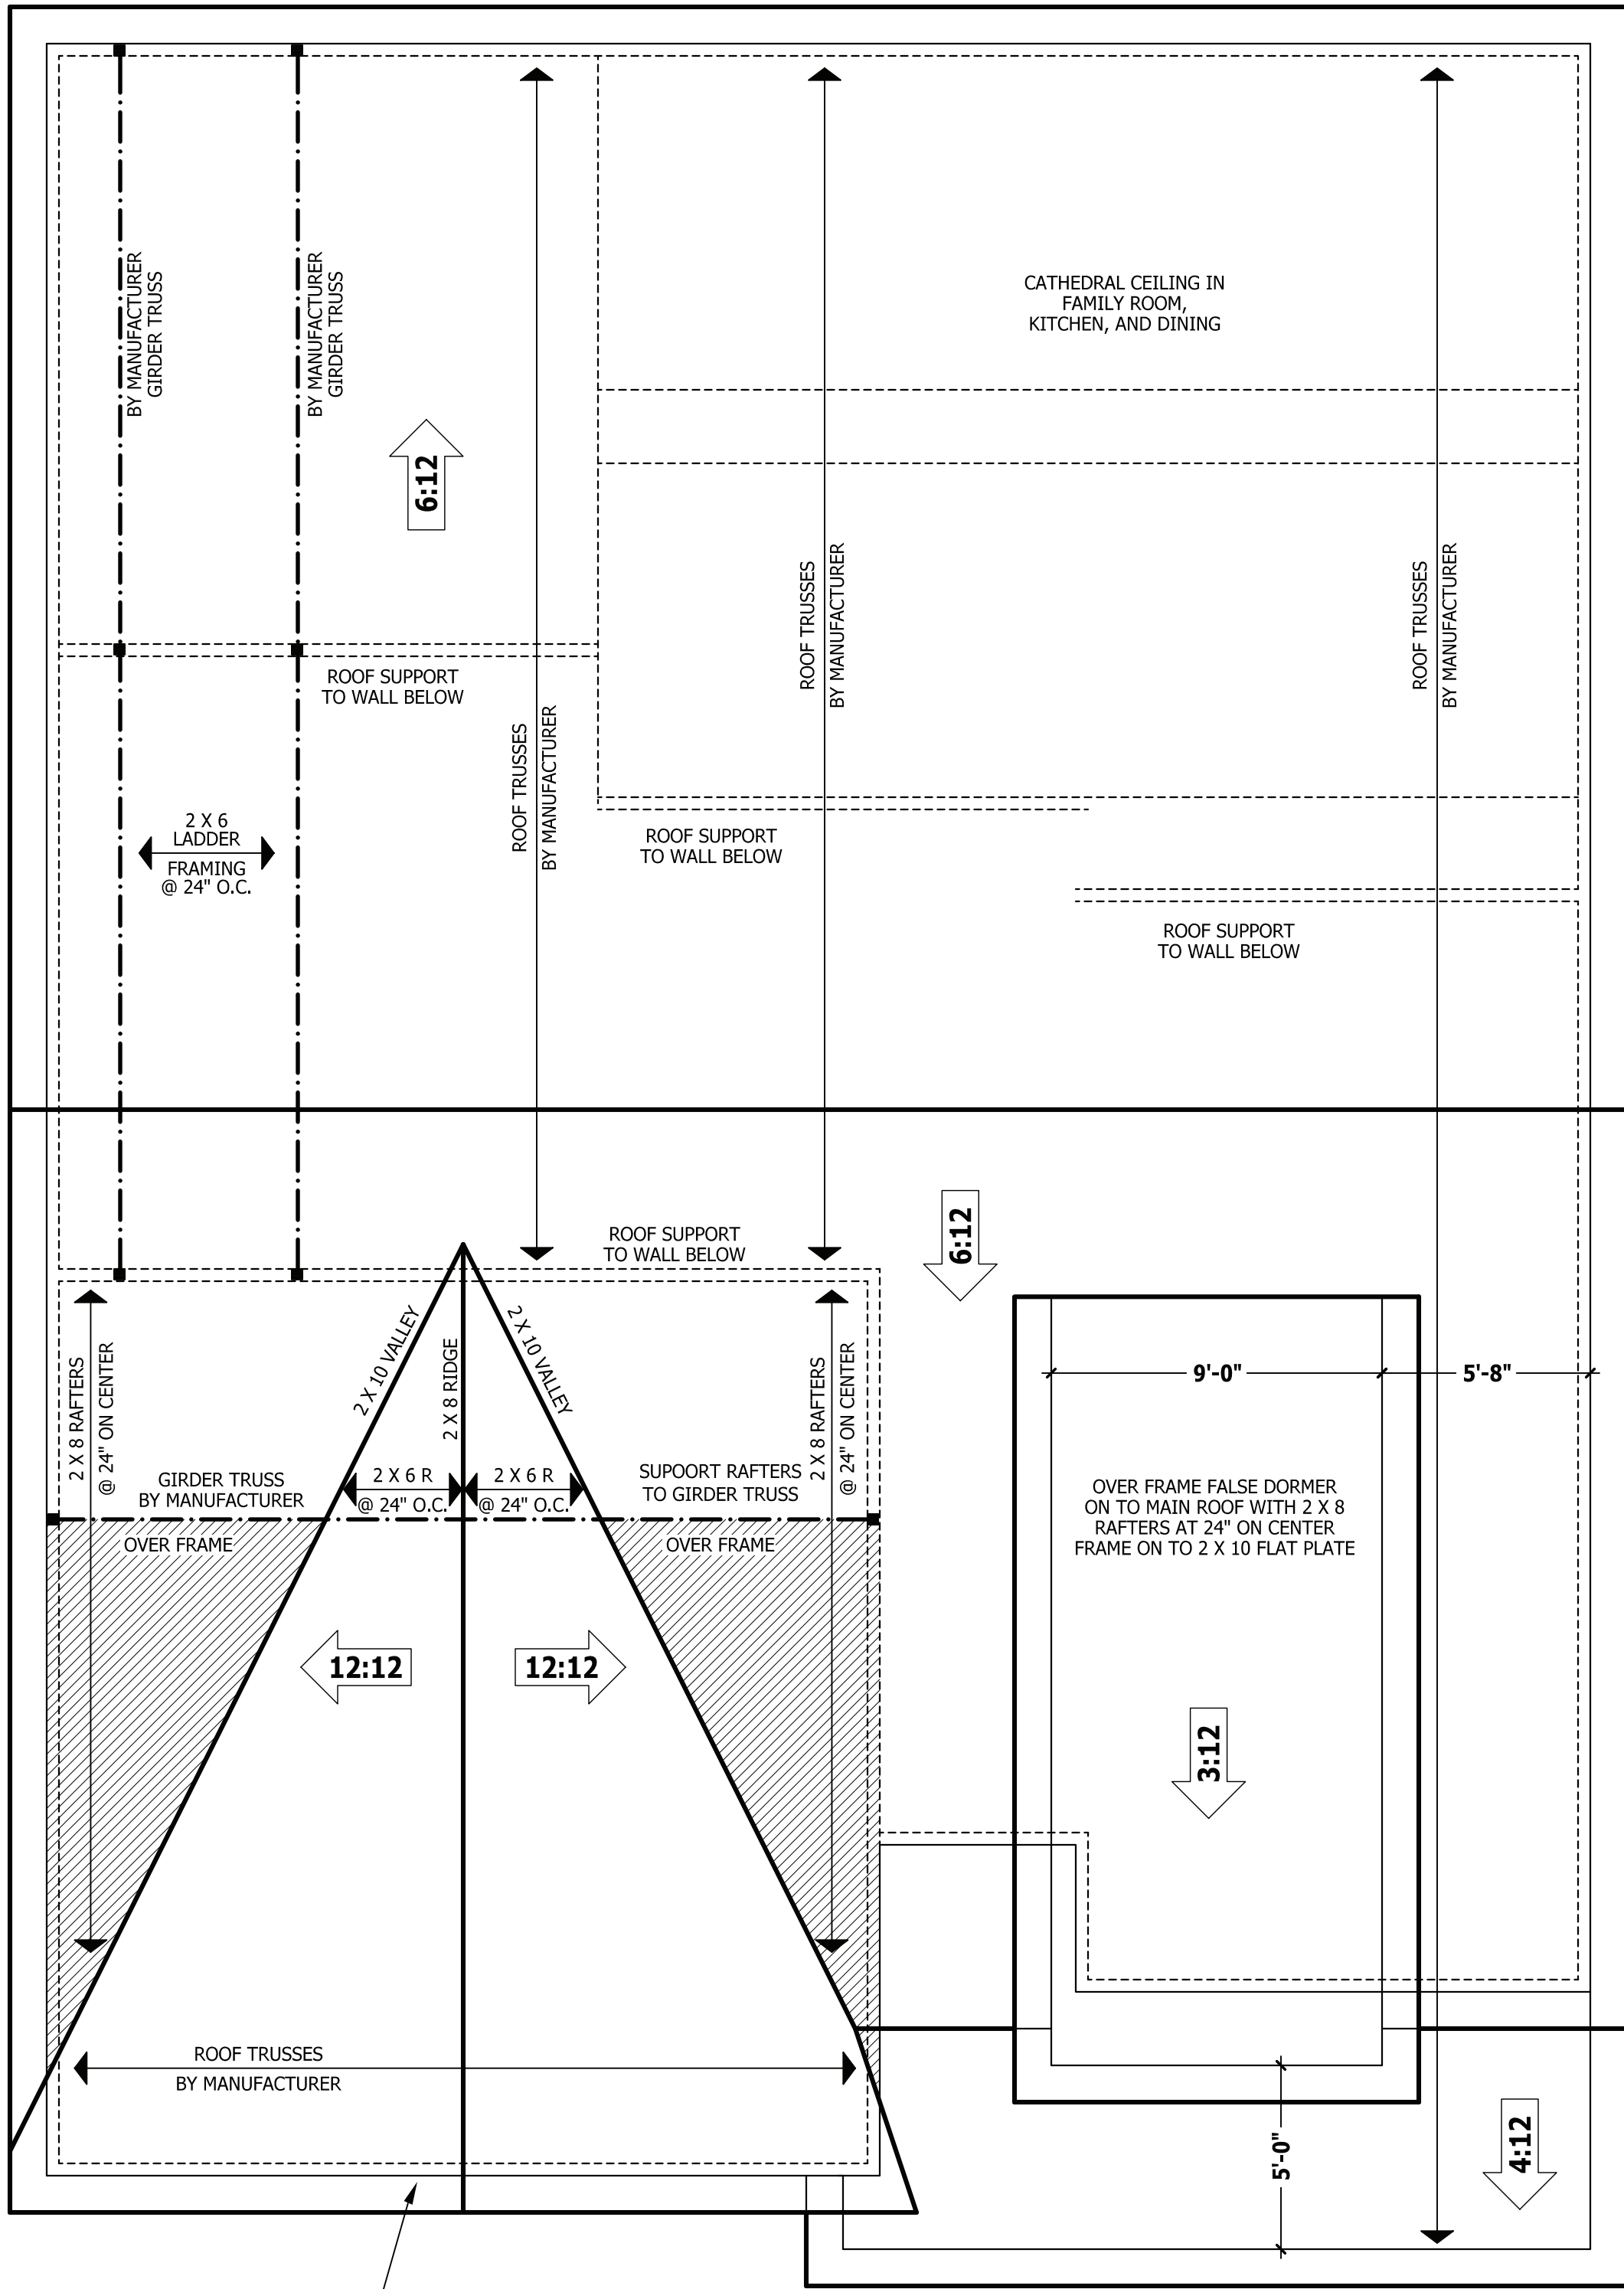 BY MANUFACTURER
GIRDER TRUSS
BY MANUFACTURER
GIRDER TRUSS
CATHEDRAL CEILING IN
FAMILY ROOM,
KITCHEN, AND DINING
6:12
ROOF TRUSSES
BY MANUFACTURER
ROOF TRUSSES
BY MANUFACTURER
ROOF SUPPORT
TO WALL BELOW
ROOF TRUSSES
BY MANUFACTURER
2 X 6
LADDER
FRAMING
@ 24" O.C.
ROOF SUPPORT
TO WALL BELOW
ROOF SUPPORT
TO WALL BELOW
6:12
ROOF SUPPORT
TO WALL BELOW
2 X 8 RAFTERS
@ 24" ON CENTER
2 X 10 VALLEY
2 X 8 RIDGE
2 X 10 VALLEY
2 X 8 RAFTERS
@ 24" ON CENTER
9'-0"
5'-8"
GIRDER TRUSS
BY MANUFACTURER
2 X 6 R
@ 24" O.C.
2 X 6 R
@ 24" O.C.
SUPOORT RAFTERS
TO GIRDER TRUSS
OVER FRAME
OVER FRAME
OVER FRAME FALSE DORMER
ON TO MAIN ROOF WITH 2 X 8
RAFTERS AT 24" ON CENTER
FRAME ON TO 2 X 10 FLAT PLATE
12:12
12:12
3:12
ROOF TRUSSES
BY MANUFACTURER
5'-0"
4:12